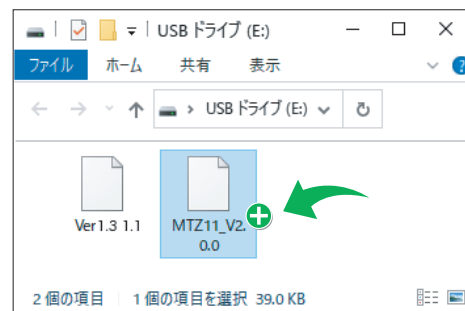 USB ドライブ (E:)
ファイル ホーム 共有 表示
USB ドライブ (E:)
Ver1.3 1.1 MTZ11_V2.
0.0
2 個の項目 1 個の項目を選択 39.0 KB